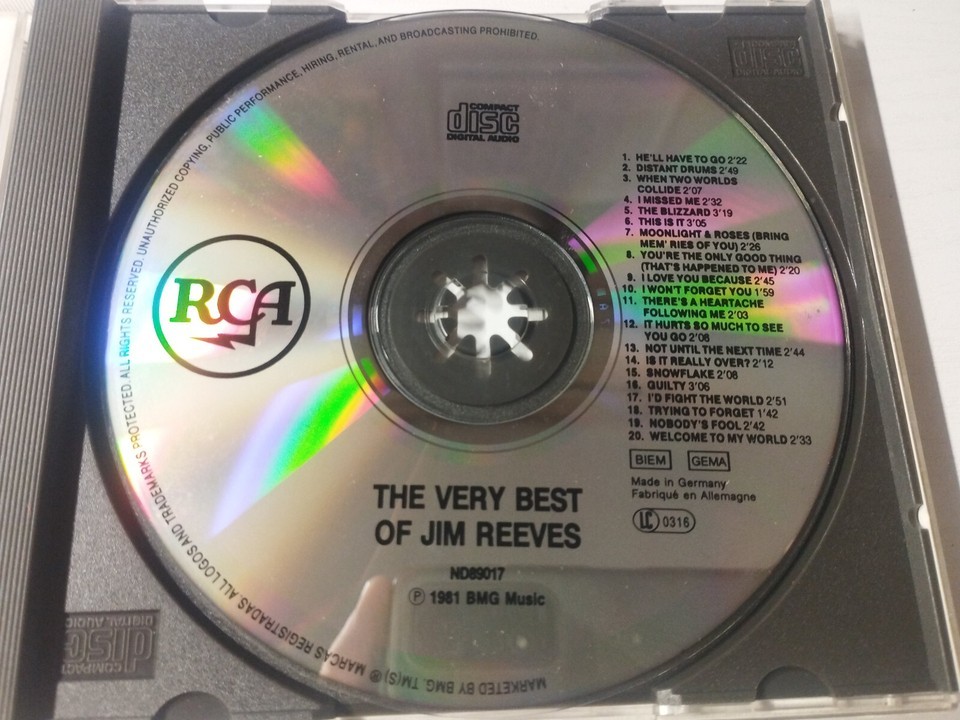 PUBLIC PERFORMANCE, HIRING, RENTAL, AND BROADCASTING PROHIBITED.
COMPACT
disc
DIGITAL AUDIO
disc
DIGITAL AUDIO
1. HE'LL HAVE TO GO 2'22
2. DISTANT DRUMS 2'49
3. WHEN TWO WORLDS
COLLIDE 2'07
4. I MISSED ME 2'32
5. THE BLIZZARD 3'19
6. THIS IS IT 3'05
7. MOONLIGHT & ROSES (BRING
MEM' RIES OF YOU) 2'26
8. YOU'RE THE ONLY GOOD THING
(THAT'S HAPPENED TO ME) 2'20
9. I LOVE YOU BECAUSE 2'45
10. I WON'T FORGET YOU 1'59
11. THERE'S A HEARTACHE
FOLLOWING ME 2'03
12. IT HURTS SO MUCH TO SEE
YOU GO 2'08
13. NOT UNTIL THE NEXT TIME 2'44
14. IS IT REALLY OVER? 2'12
15. SNOWFLAKE 2'08
16. GUILTY 3'06
17. I'D FIGHT THE WORLD 2'51
18. TRYING TO FORGET 1'42
19. NOBODY'S FOOL 2'42
20. WELCOME TO MY WORLD 2'33
BIEM GEMA
Made in Germany
Fabriqué en Allemagne
LC 0316
RCA
THE VERY BEST
OF JIM REEVES
ND89017
Ⓟ 1981 BMG Music
MARKETED BY BMG. TM(S) ® MARCAS REGISTRADAS. ALL LOGOS AND TRADEMARKS PROTECTED. ALL RIGHTS RESERVED. UNAUTHORIZED COPYING,
COMPACT
disc
DIGITAL AUDIO